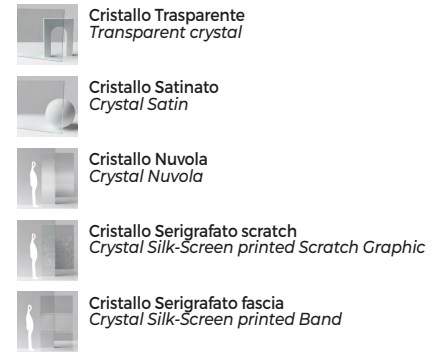 Cristallo Trasparente
Transparent crystal
Cristallo Satinato
Crystal Satin
Cristallo Nuvola
Crystal Nuvola
Cristallo Serigrafato scratch
Crystal Silk-Screen printed Scratch Graphic
Cristallo Serigrafato fascia
Crystal Silk-Screen printed Band